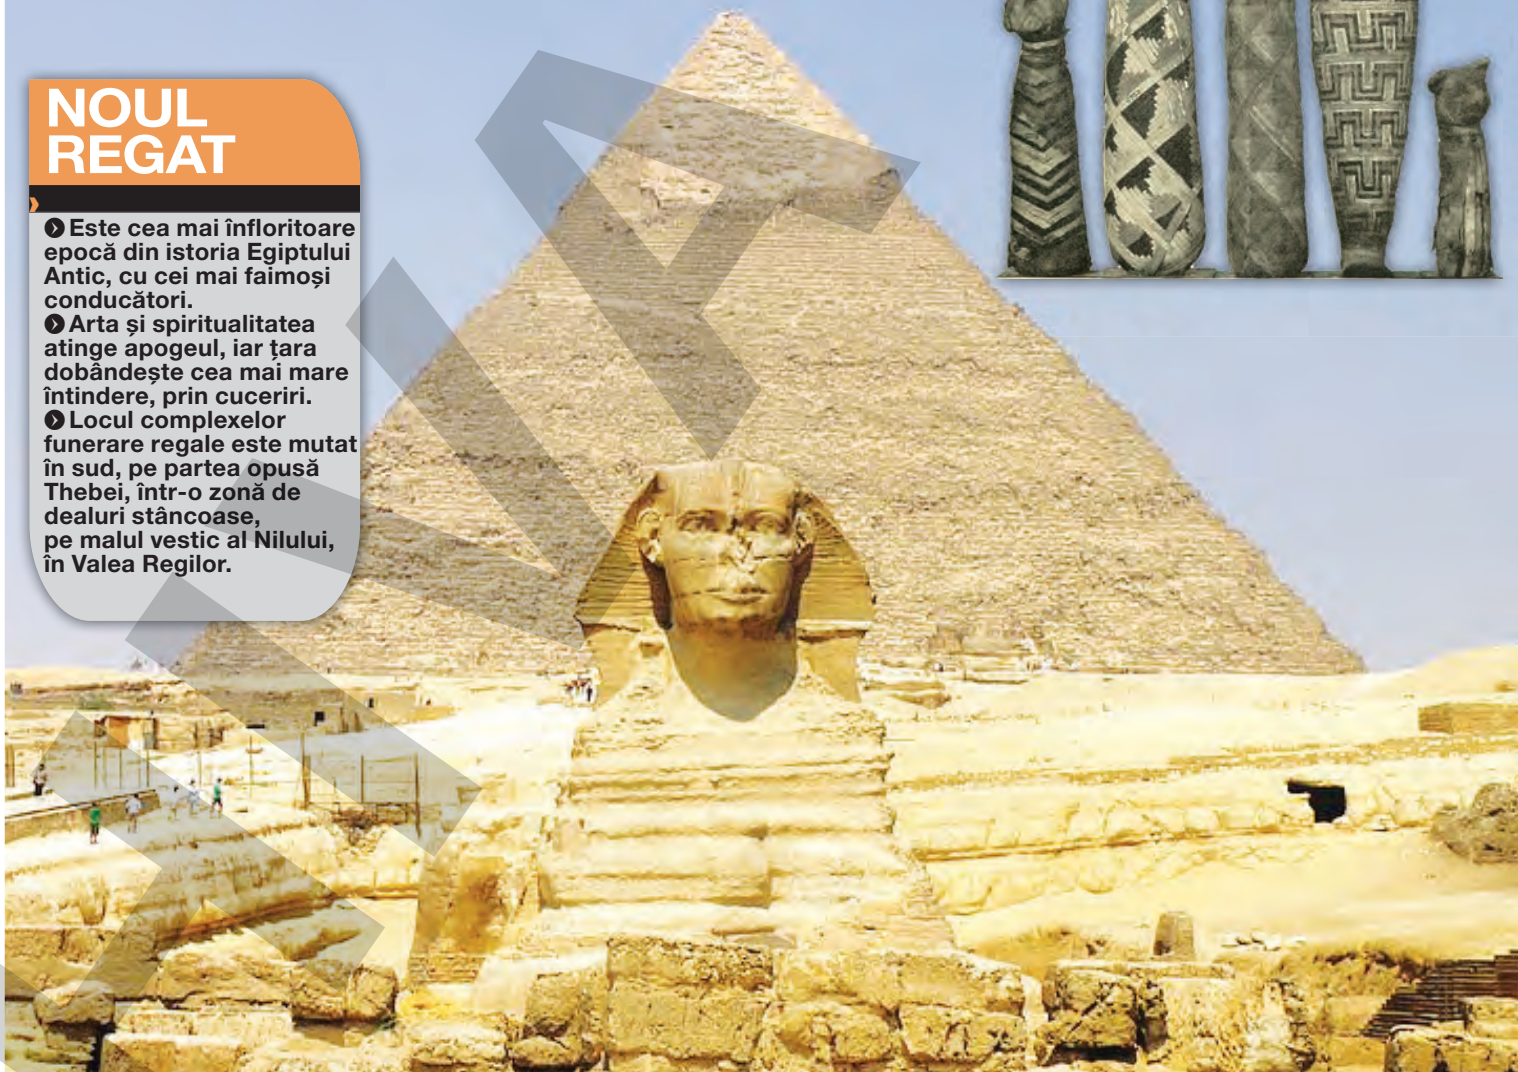 NOUL
REGAT
Este cea mai înfloritoare
epocă din istoria Egiptului
Antic, cu cei mai faimoși
conducători.
Arta și spiritualitatea
atinge apogeul, iar țara
dobândește cea mai mare
întindere, prin cuceriri.
Locul complexelor
funerare regale este mutat
în sud, pe partea opusă
Thebei, într-o zonă de
dealuri stâncoase,
pe malul vestic al Nilului,
în Valea Regilor.